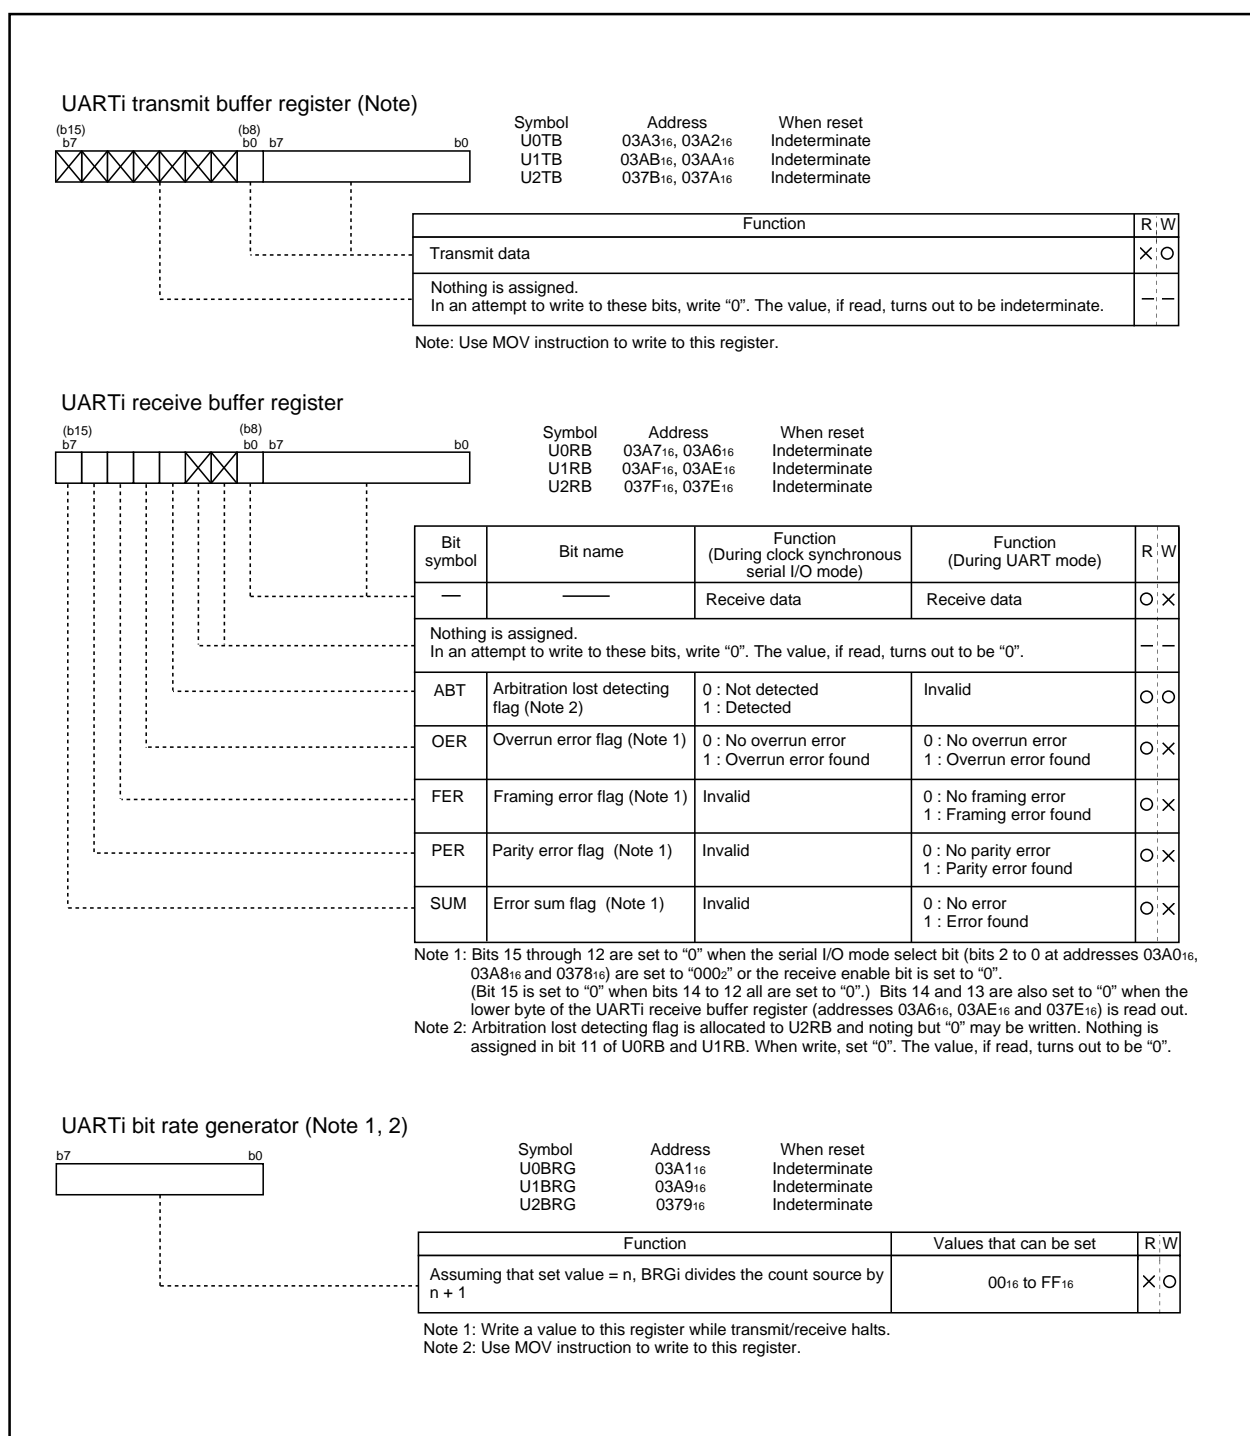 UARTi transmit buffer register (Note)
(b15) (b8)
b7 b0 b7 b0
Symbol Address When reset
U0TB 03A3₁₆, 03A2₁₆ Indeterminate
U1TB 03AB₁₆, 03AA₁₆ Indeterminate
U2TB 037B₁₆, 037A₁₆ Indeterminate
Function R W
Transmit data
Nothing is assigned.
In an attempt to write to these bits, write “0”. The value, if read, turns out to be indeterminate.
Note: Use MOV instruction to write to this register.
UARTi receive buffer register
(b15) (b8)
b7 b0 b7 b0
Symbol Address When reset
U0RB 03A7₁₆, 03A6₁₆ Indeterminate
U1RB 03AF₁₆, 03AE₁₆ Indeterminate
U2RB 037F₁₆, 037E₁₆ Indeterminate
Bit symbol Bit name Function (During clock synchronous serial I/O mode) Function (During UART mode) R W
Receive data Receive data
Nothing is assigned.
In an attempt to write to these bits, write “0”. The value, if read, turns out to be “0”.
ABT Arbitration lost detecting 0 : Not detected Invalid
flag (Note 2) 1 : Detected
OER Overrun error flag (Note 1) 0 : No overrun error 0 : No overrun error
1 : Overrun error found 1 : Overrun error found
FER Framing error flag (Note 1) Invalid 0 : No framing error
1 : Framing error found
PER Parity error flag (Note 1) Invalid 0 : No parity error
1 : Parity error found
SUM Error sum flag (Note 1) Invalid 0 : No error
1 : Error found
Note 1: Bits 15 through 12 are set to “0” when the serial I/O mode select bit (bits 2 to 0 at addresses 03A0₁₆,
03A8₁₆ and 0378₁₆) are set to “000₂” or the receive enable bit is set to “0”.
(Bit 15 is set to “0” when bits 14 to 12 all are set to “0”.) Bits 14 and 13 are also set to “0” when the
lower byte of the UARTi receive buffer register (addresses 03A6₁₆, 03AE₁₆ and 037E₁₆) is read out.
Note 2: Arbitration lost detecting flag is allocated to U2RB and noting but “0” may be written. Nothing is
assigned in bit 11 of U0RB and U1RB. When write, set “0”. The value, if read, turns out to be “0”.
UARTi bit rate generator (Note 1, 2)
b7 b0
Symbol Address When reset
U0BRG 03A1₁₆ Indeterminate
U1BRG 03A9₁₆ Indeterminate
U2BRG 0379₁₆ Indeterminate
Function Values that can be set R W
Assuming that set value = n, BRGi divides the count source by 00₁₆ to FF₁₆
n + 1
Note 1: Write a value to this register while transmit/receive halts.
Note 2: Use MOV instruction to write to this register.